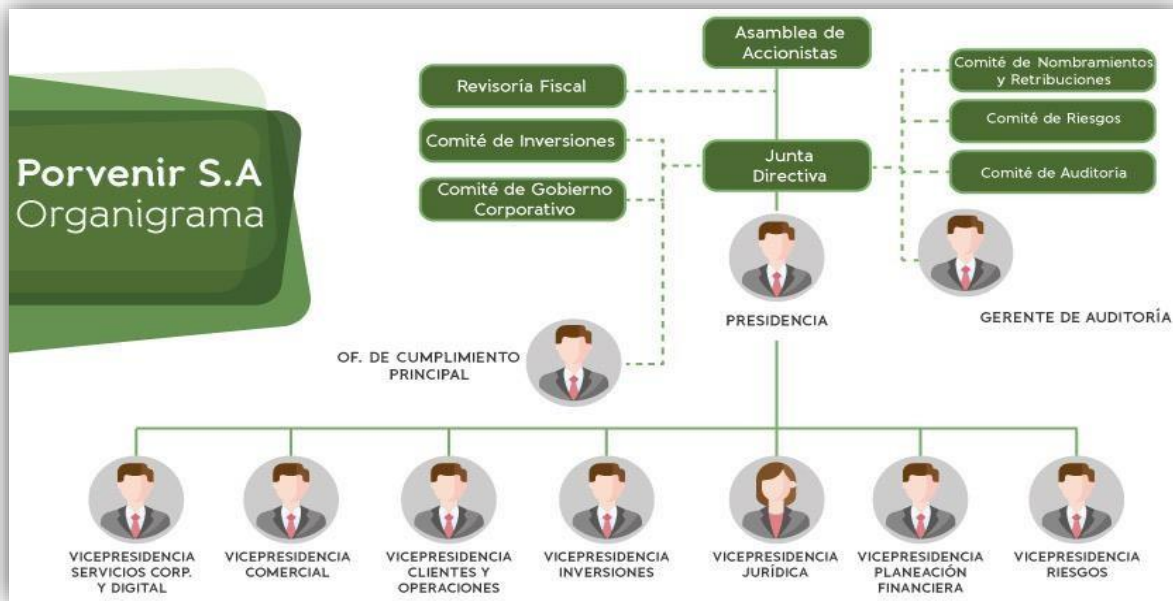 Porvenir S.A
Organigrama
Asamblea de
Accionistas
Revisoría Fiscal
Comité de Inversiones
Comité de Gobierno
Corporativo
Junta
Directiva
Comité de Nombramientos
y Retribuciones
Comité de Riesgos
Comité de Auditoría
PRESIDENCIA
GERENTE DE AUDITORÍA
OF. DE CUMPLIMIENTO
PRINCIPAL
VICEPRESIDENCIA
SERVICIOS CORP.
Y DIGITAL
VICEPRESIDENCIA
COMERCIAL
VICEPRESIDENCIA
CLIENTES Y
OPERACIONES
VICEPRESIDENCIA
INVERSIONES
VICEPRESIDENCIA
JURÍDICA
VICEPRESIDENCIA
PLANEACIÓN
FINANCIERA
VICEPRESIDENCIA
RIESGOS